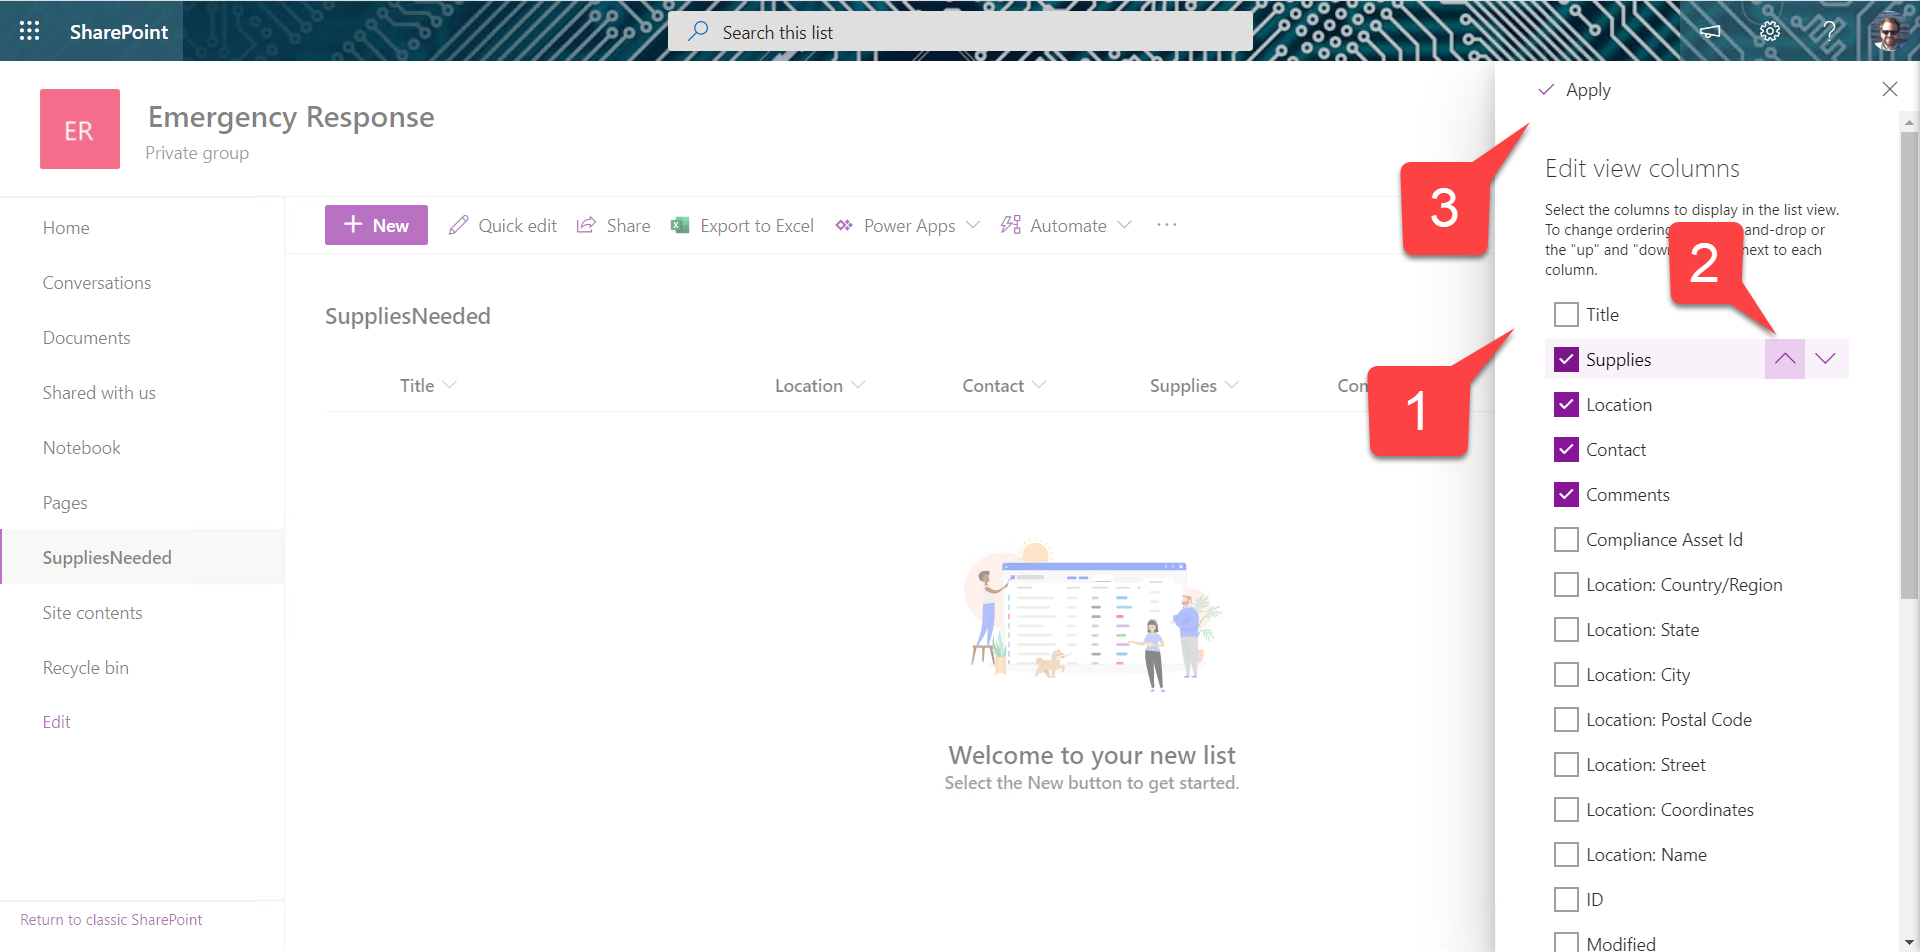 SharePoint
Search this list
?
ER
Emergency Response
Private group
Home
Conversations
Documents
Shared with us
Notebook
Pages
SuppliesNeeded
Site contents
Recycle bin
Edit
Return to classic SharePoint
+ New
Quick edit
Share
Export to Excel
Power Apps
Automate
...
SuppliesNeeded
Title
Location
Contact
Supplies
Con
Welcome to your new list
Select the New button to get started.
Apply
3
Edit view columns
Select the columns to display in the list view.
To change ordering and-drop or
the "up" and "dow next to each
column.
2
1
Title
Supplies
Location
Contact
Comments
Compliance Asset Id
Location: Country/Region
Location: State
Location: City
Location: Postal Code
Location: Street
Location: Coordinates
Location: Name
ID
Modified